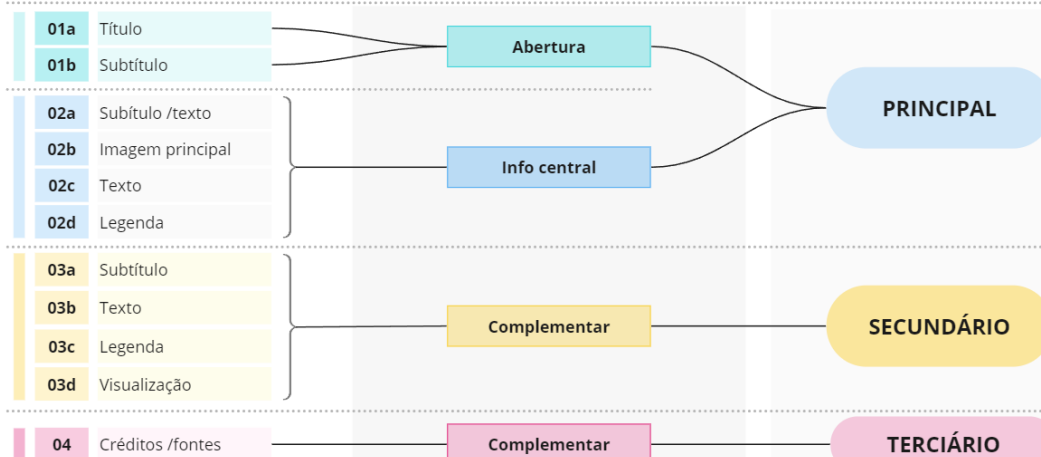 01a Título
01b Subtítulo
Abertura
02a Subítulo /texto
02b Imagem principal
02c Texto
02d Legenda
Info central
PRINCIPAL
03a Subtítulo
03b Texto
03c Legenda
03d Visualização
Complementar
SECUNDÁRIO
04 Créditos /fontes
Complementar
TERCIÁRIO